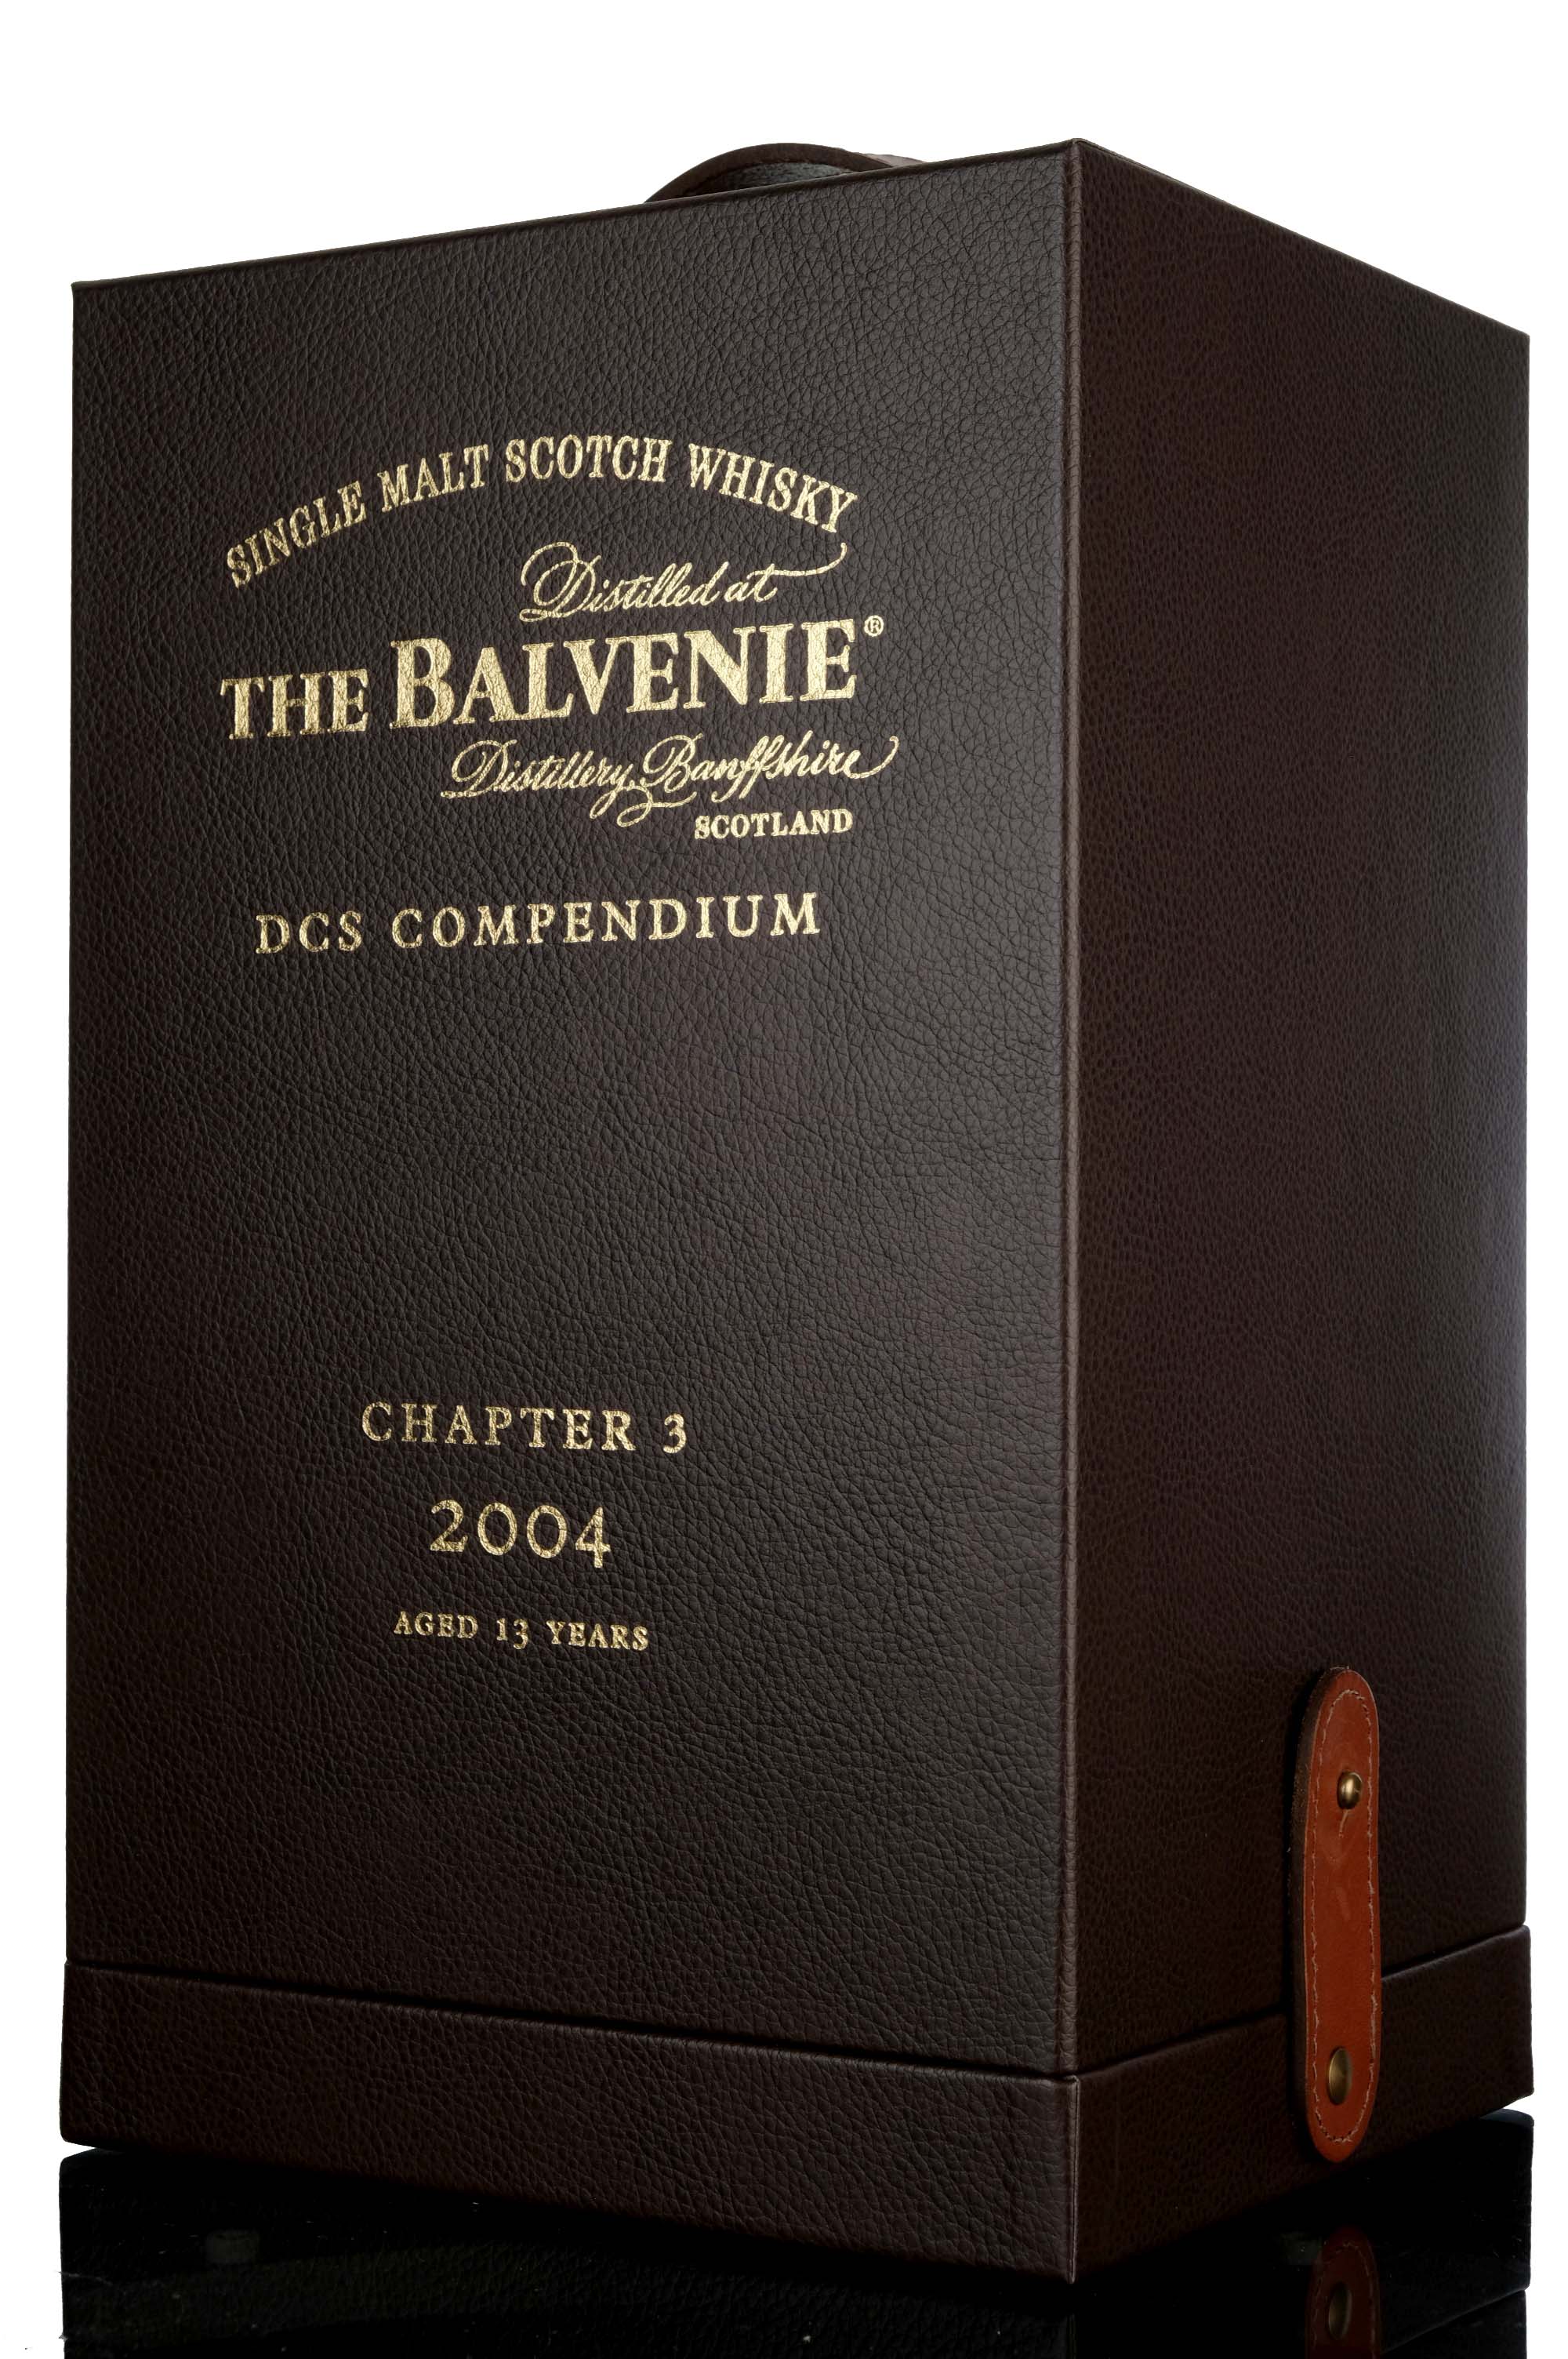 SINGLE MALT SCOTCH WHISKY
Distilled at
THE BALVENIE®
Distillery, Banffshire
SCOTLAND
DCS COMPENDIUM
CHAPTER 3
2004
AGED 13 YEARS